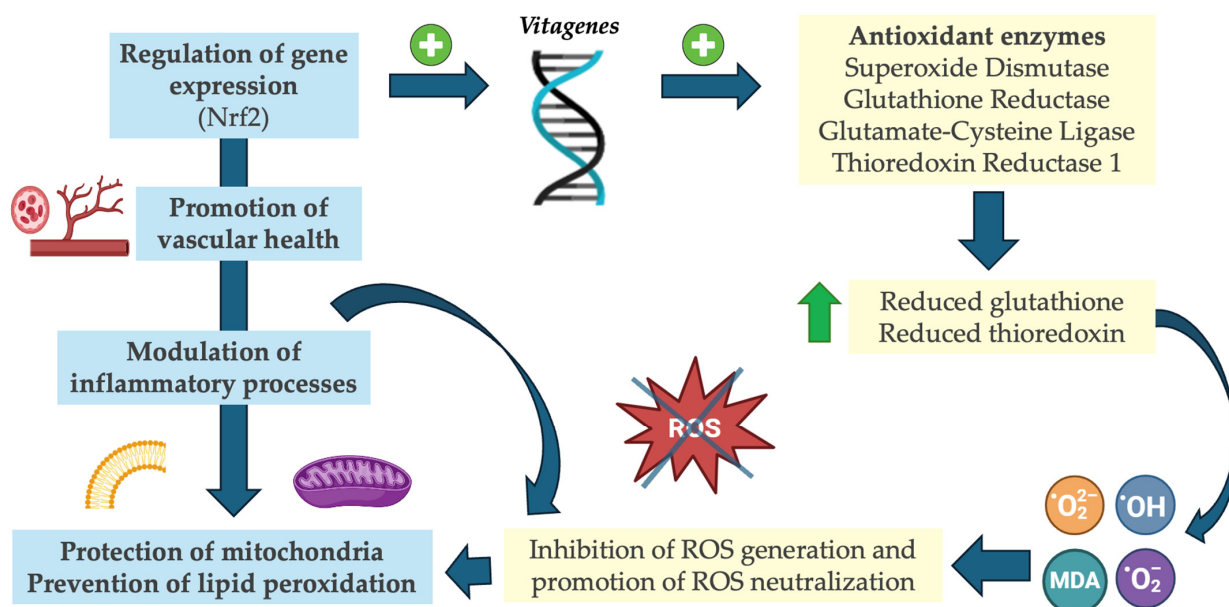 Regulation of gene
expression
(Nrf2)
Vitagenes
Antioxidant enzymes
Superoxide Dismutase
Glutathione Reductase
Glutamate-Cysteine Ligase
Thioredoxin Reductase 1
Promotion of
vascular health
Reduced glutathione
Reduced thioredoxin
Modulation of
inflammatory processes
ROS
•O₂²⁻
•OH
MDA
•O₂⁻
Protection of mitochondria
Prevention of lipid peroxidation
Inhibition of ROS generation and
promotion of ROS neutralization